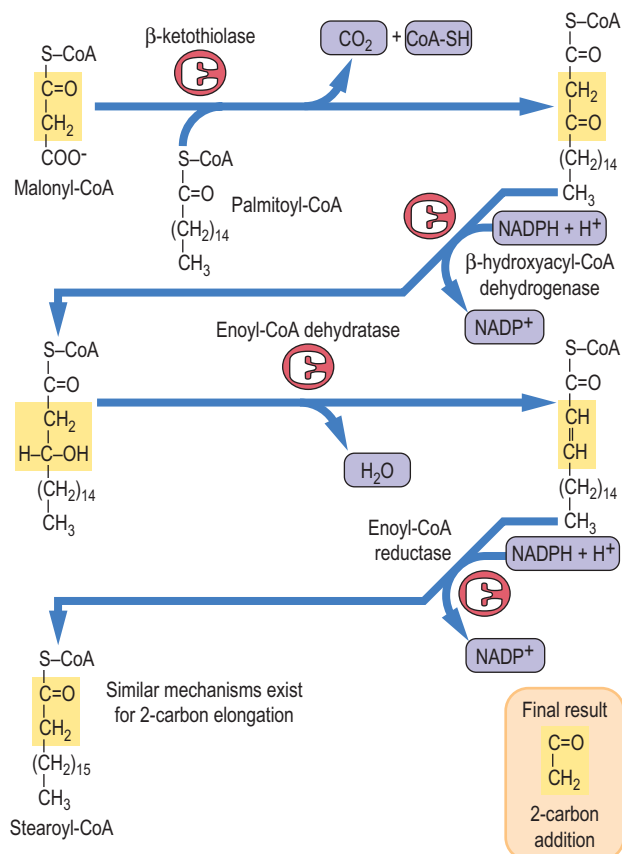 S–CoA
C=O
CH₂
COO⁻
Malonyl-CoA
β-ketothiolase
CO₂ + CoA-SH
S–CoA
C=O
(CH₂)₁₄
CH₃
Palmitoyl-CoA
S–CoA
C=O
CH₂
C=O
(CH₂)₁₄
CH₃
NADPH + H⁺
β-hydroxyacyl-CoA
dehydrogenase
NADP⁺
S–CoA
C=O
CH₂
H–C–OH
(CH₂)₁₄
CH₃
Enoyl-CoA dehydratase
H₂O
S–CoA
C=O
CH
CH
(CH₂)₁₄
CH₃
Enoyl-CoA
reductase
NADPH + H⁺
NADP⁺
S–CoA
C=O
CH₂
(CH₂)₁₅
CH₃
Stearoyl-CoA
Similar mechanisms exist
for 2-carbon elongation
Final result
C=O
CH₂
2-carbon
addition